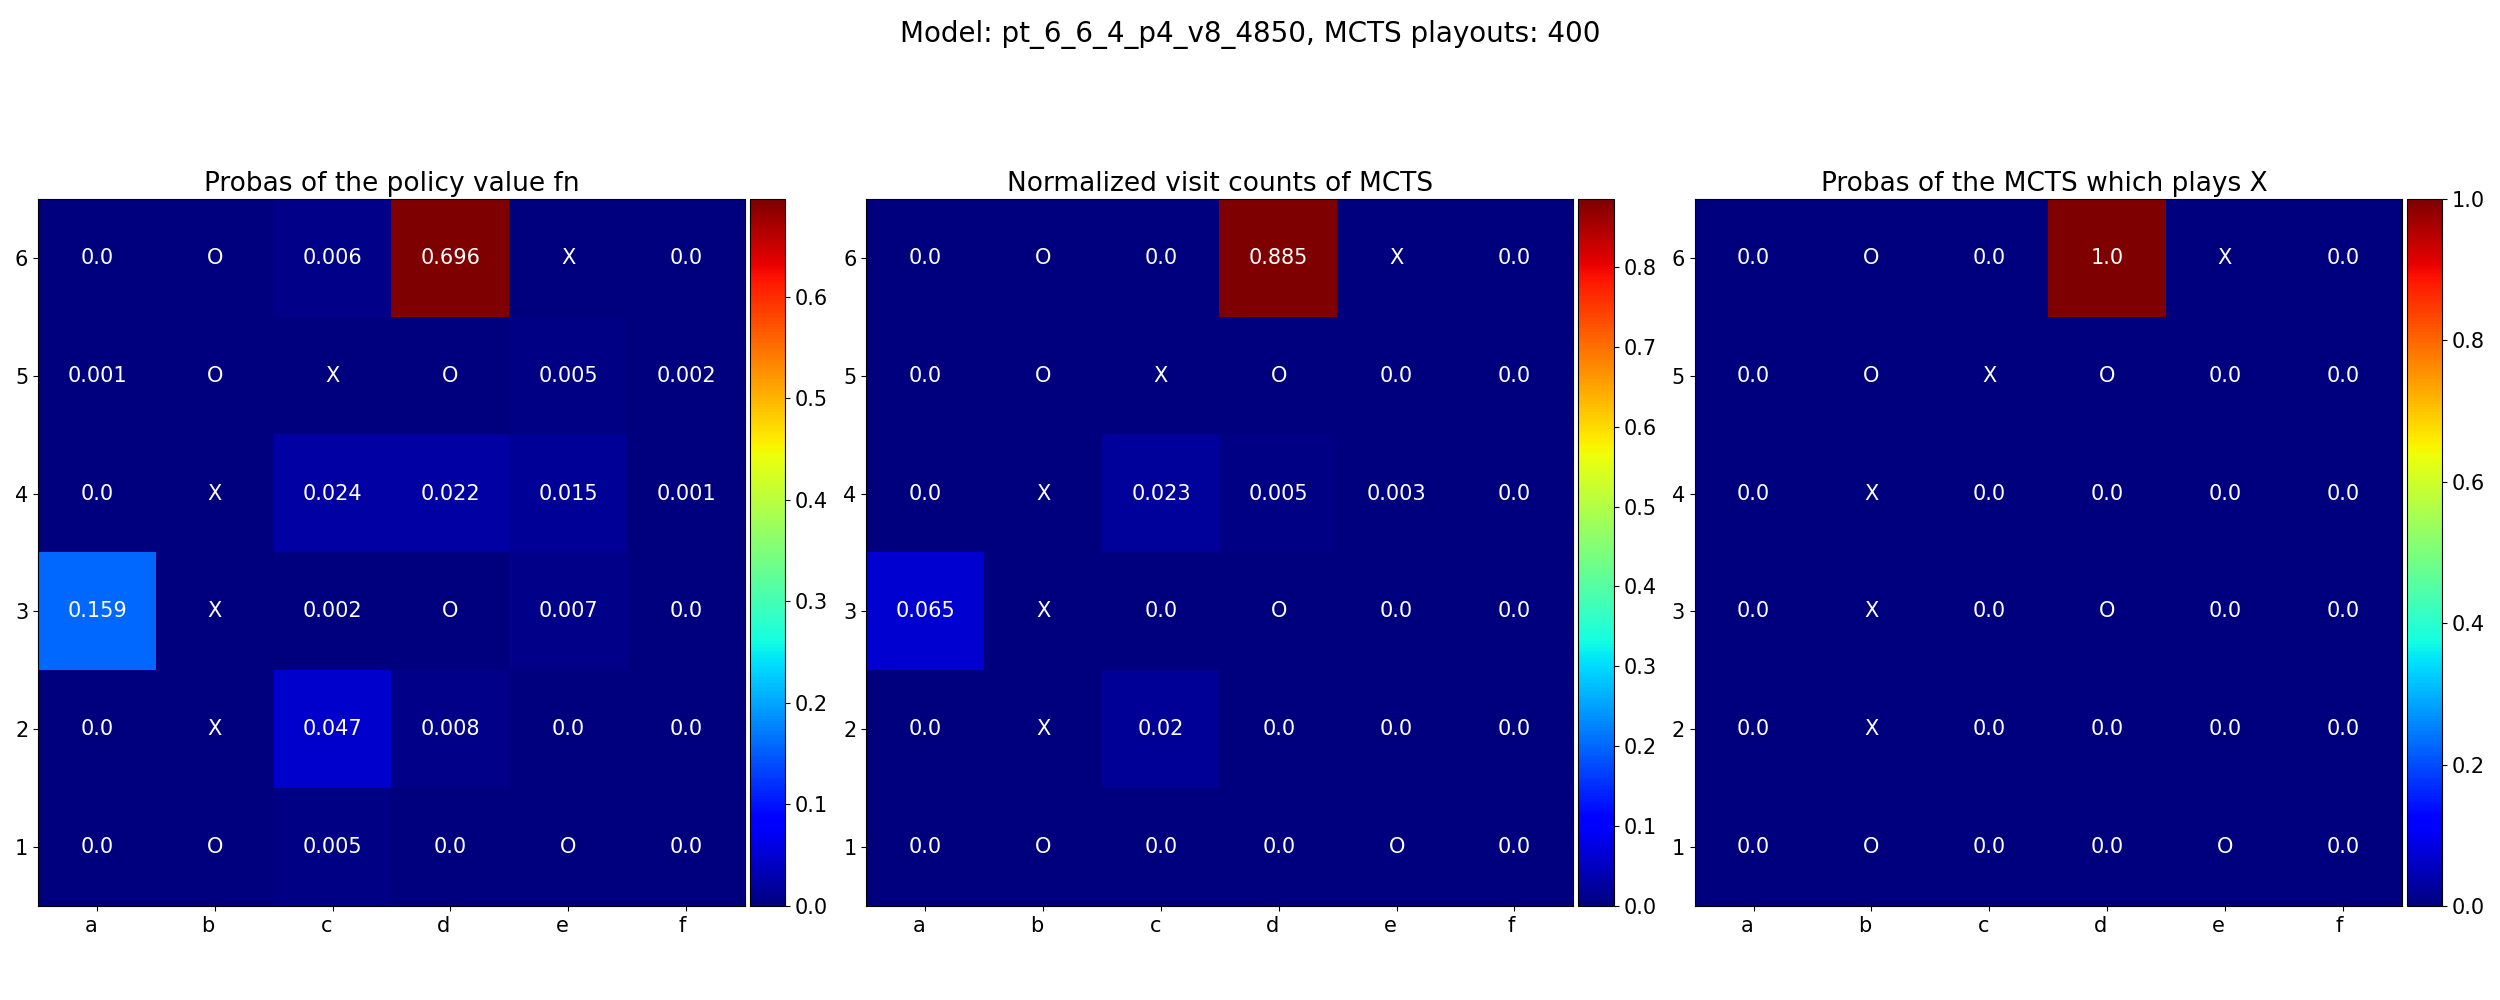 Model: pt_6_6_4_p4_v8_4850, MCTS playouts: 400
Probas of the policy value fn
6 0.0 O 0.006 0.696 X 0.0
5 0.001 O X O 0.005 0.002
4 0.0 X 0.024 0.022 0.015 0.001
3 0.159 X 0.002 O 0.007 0.0
2 0.0 X 0.047 0.008 0.0 0.0
1 0.0 O 0.005 0.0 O 0.0
a b c d e f
0.6
0.5
0.4
0.3
0.2
0.1
0.0
Normalized visit counts of MCTS
6 0.0 O 0.0 0.885 X 0.0
5 0.0 O X O 0.0 0.0
4 0.0 X 0.023 0.005 0.003 0.0
3 0.065 X 0.0 O 0.0 0.0
2 0.0 X 0.02 0.0 0.0 0.0
1 0.0 O 0.0 0.0 O 0.0
a b c d e f
0.8
0.7
0.6
0.5
0.4
0.3
0.2
0.1
0.0
Probas of the MCTS which plays X
6 0.0 O 0.0 1.0 X 0.0
5 0.0 O X O 0.0 0.0
4 0.0 X 0.0 0.0 0.0 0.0
3 0.0 X 0.0 O 0.0 0.0
2 0.0 X 0.0 0.0 0.0 0.0
1 0.0 O 0.0 0.0 O 0.0
a b c d e f
1.0
0.8
0.6
0.4
0.2
0.0